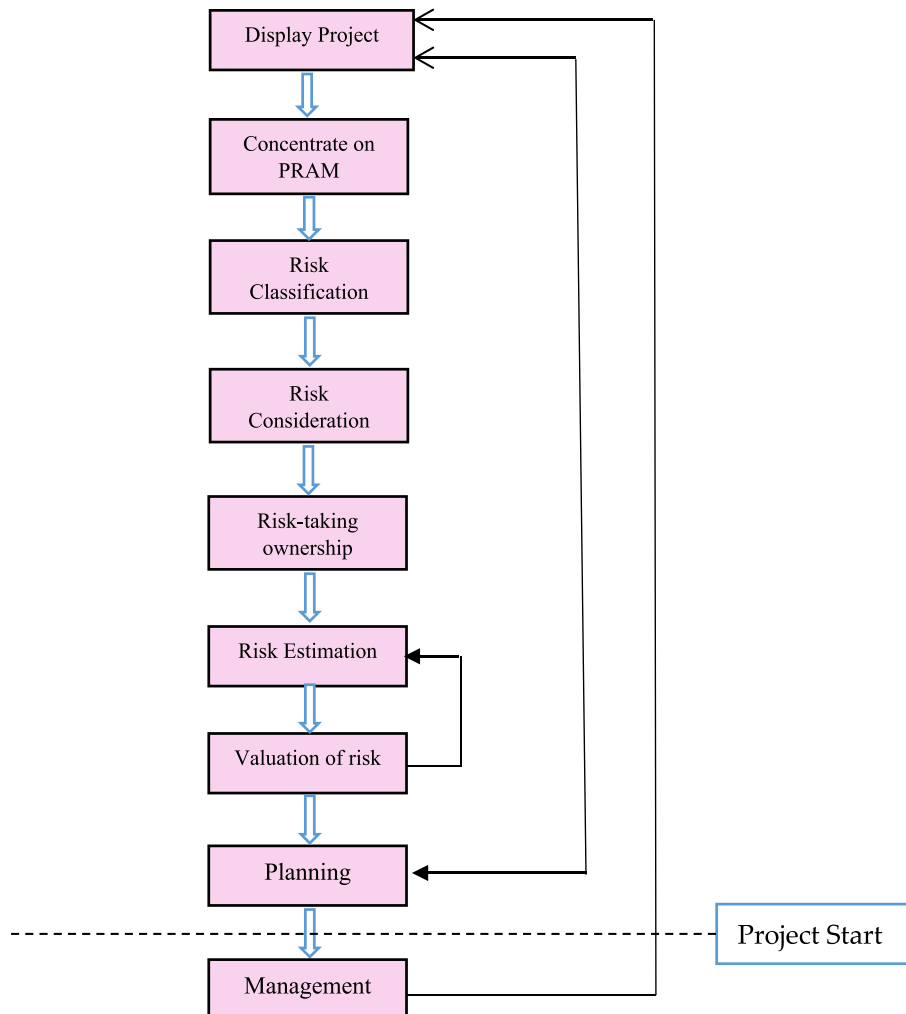 Display Project
Concentrate on
PRAM
Risk
Classification
Risk
Consideration
Risk-taking
ownership
Risk Estimation
Valuation of risk
Planning
Project Start
Management